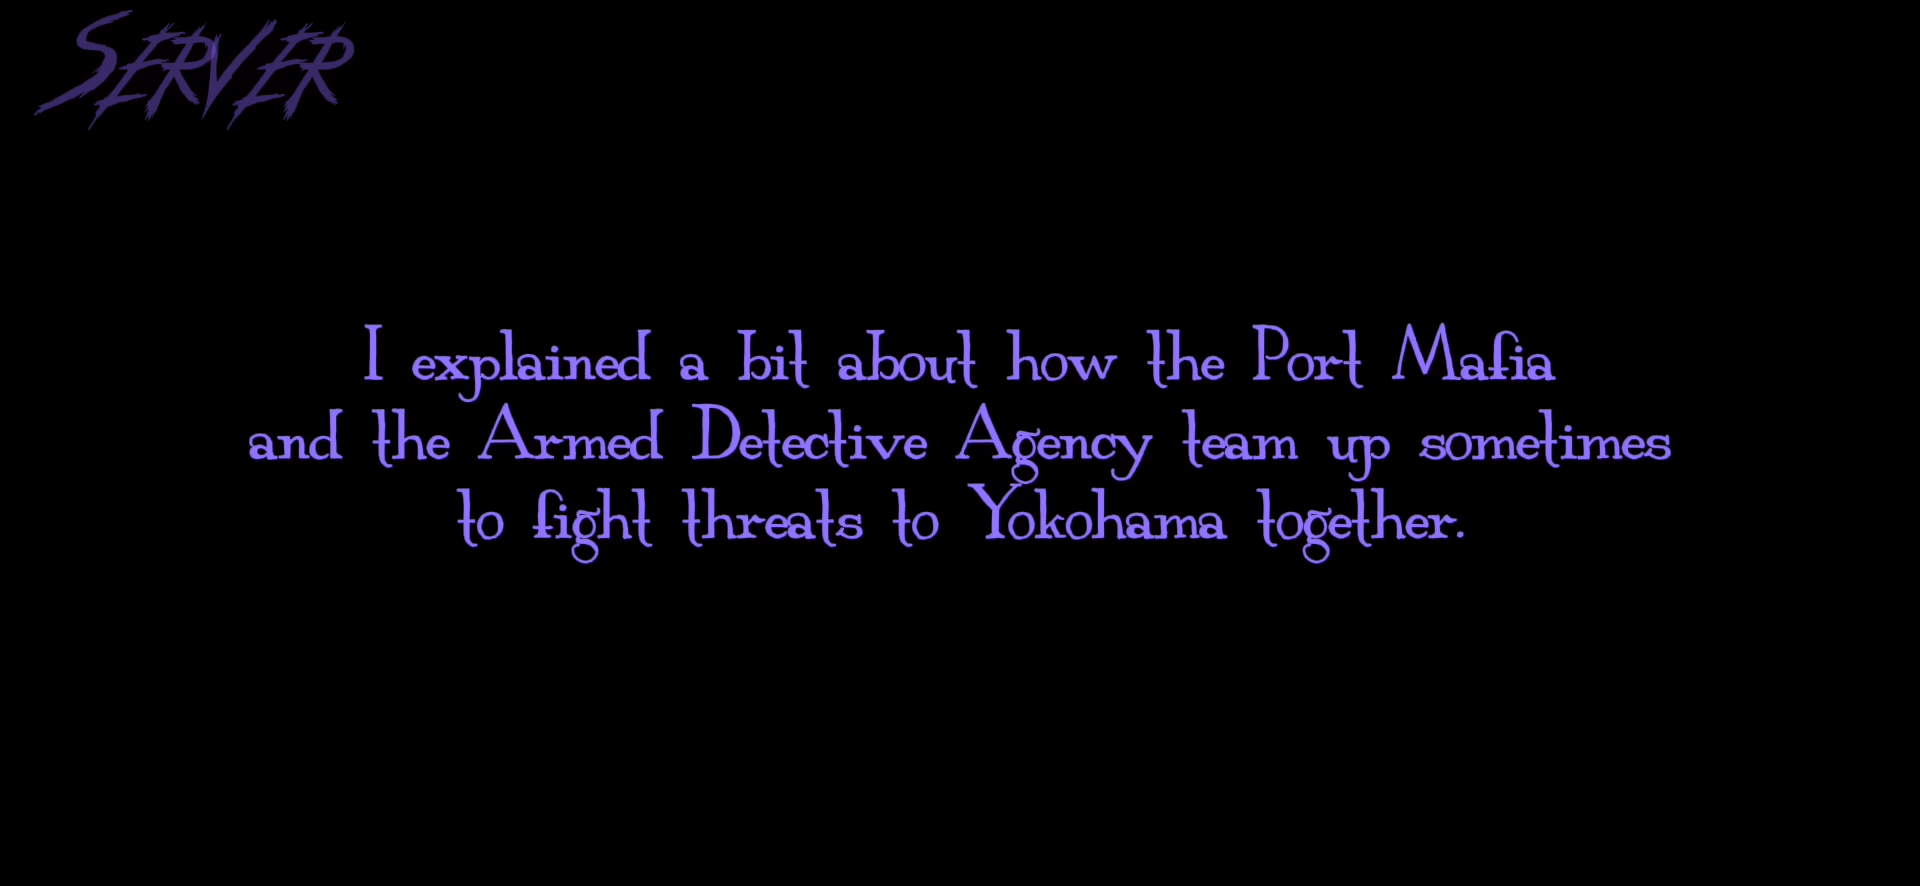 SERVER
I explained a bit about how the Port Mafia
and the Armed Detective Agency team up sometimes
to fight threats to Yokohama together.